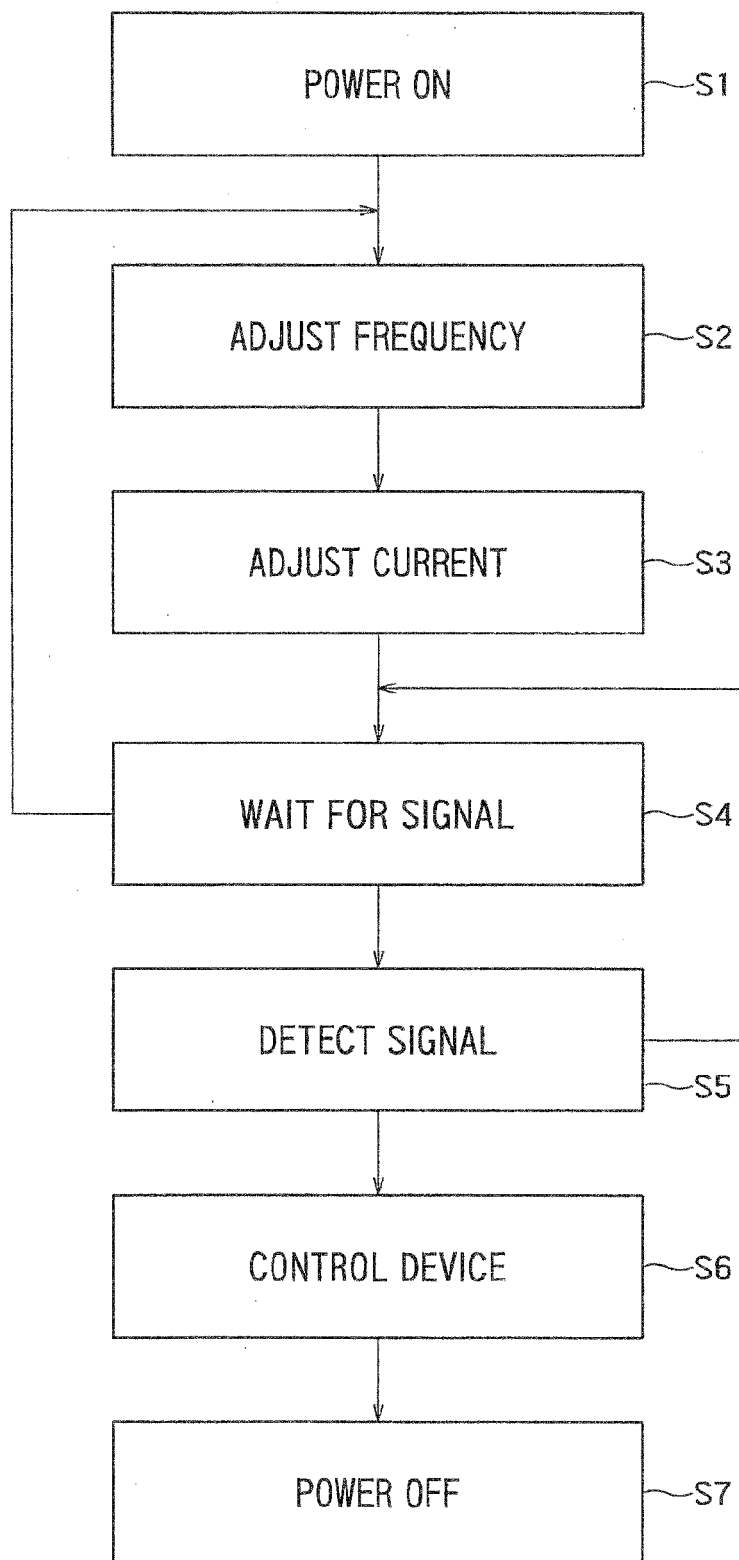 POWER ON
S1
ADJUST FREQUENCY
S2
ADJUST CURRENT
S3
WAIT FOR SIGNAL
S4
DETECT SIGNAL
S5
CONTROL DEVICE
S6
POWER OFF
S7